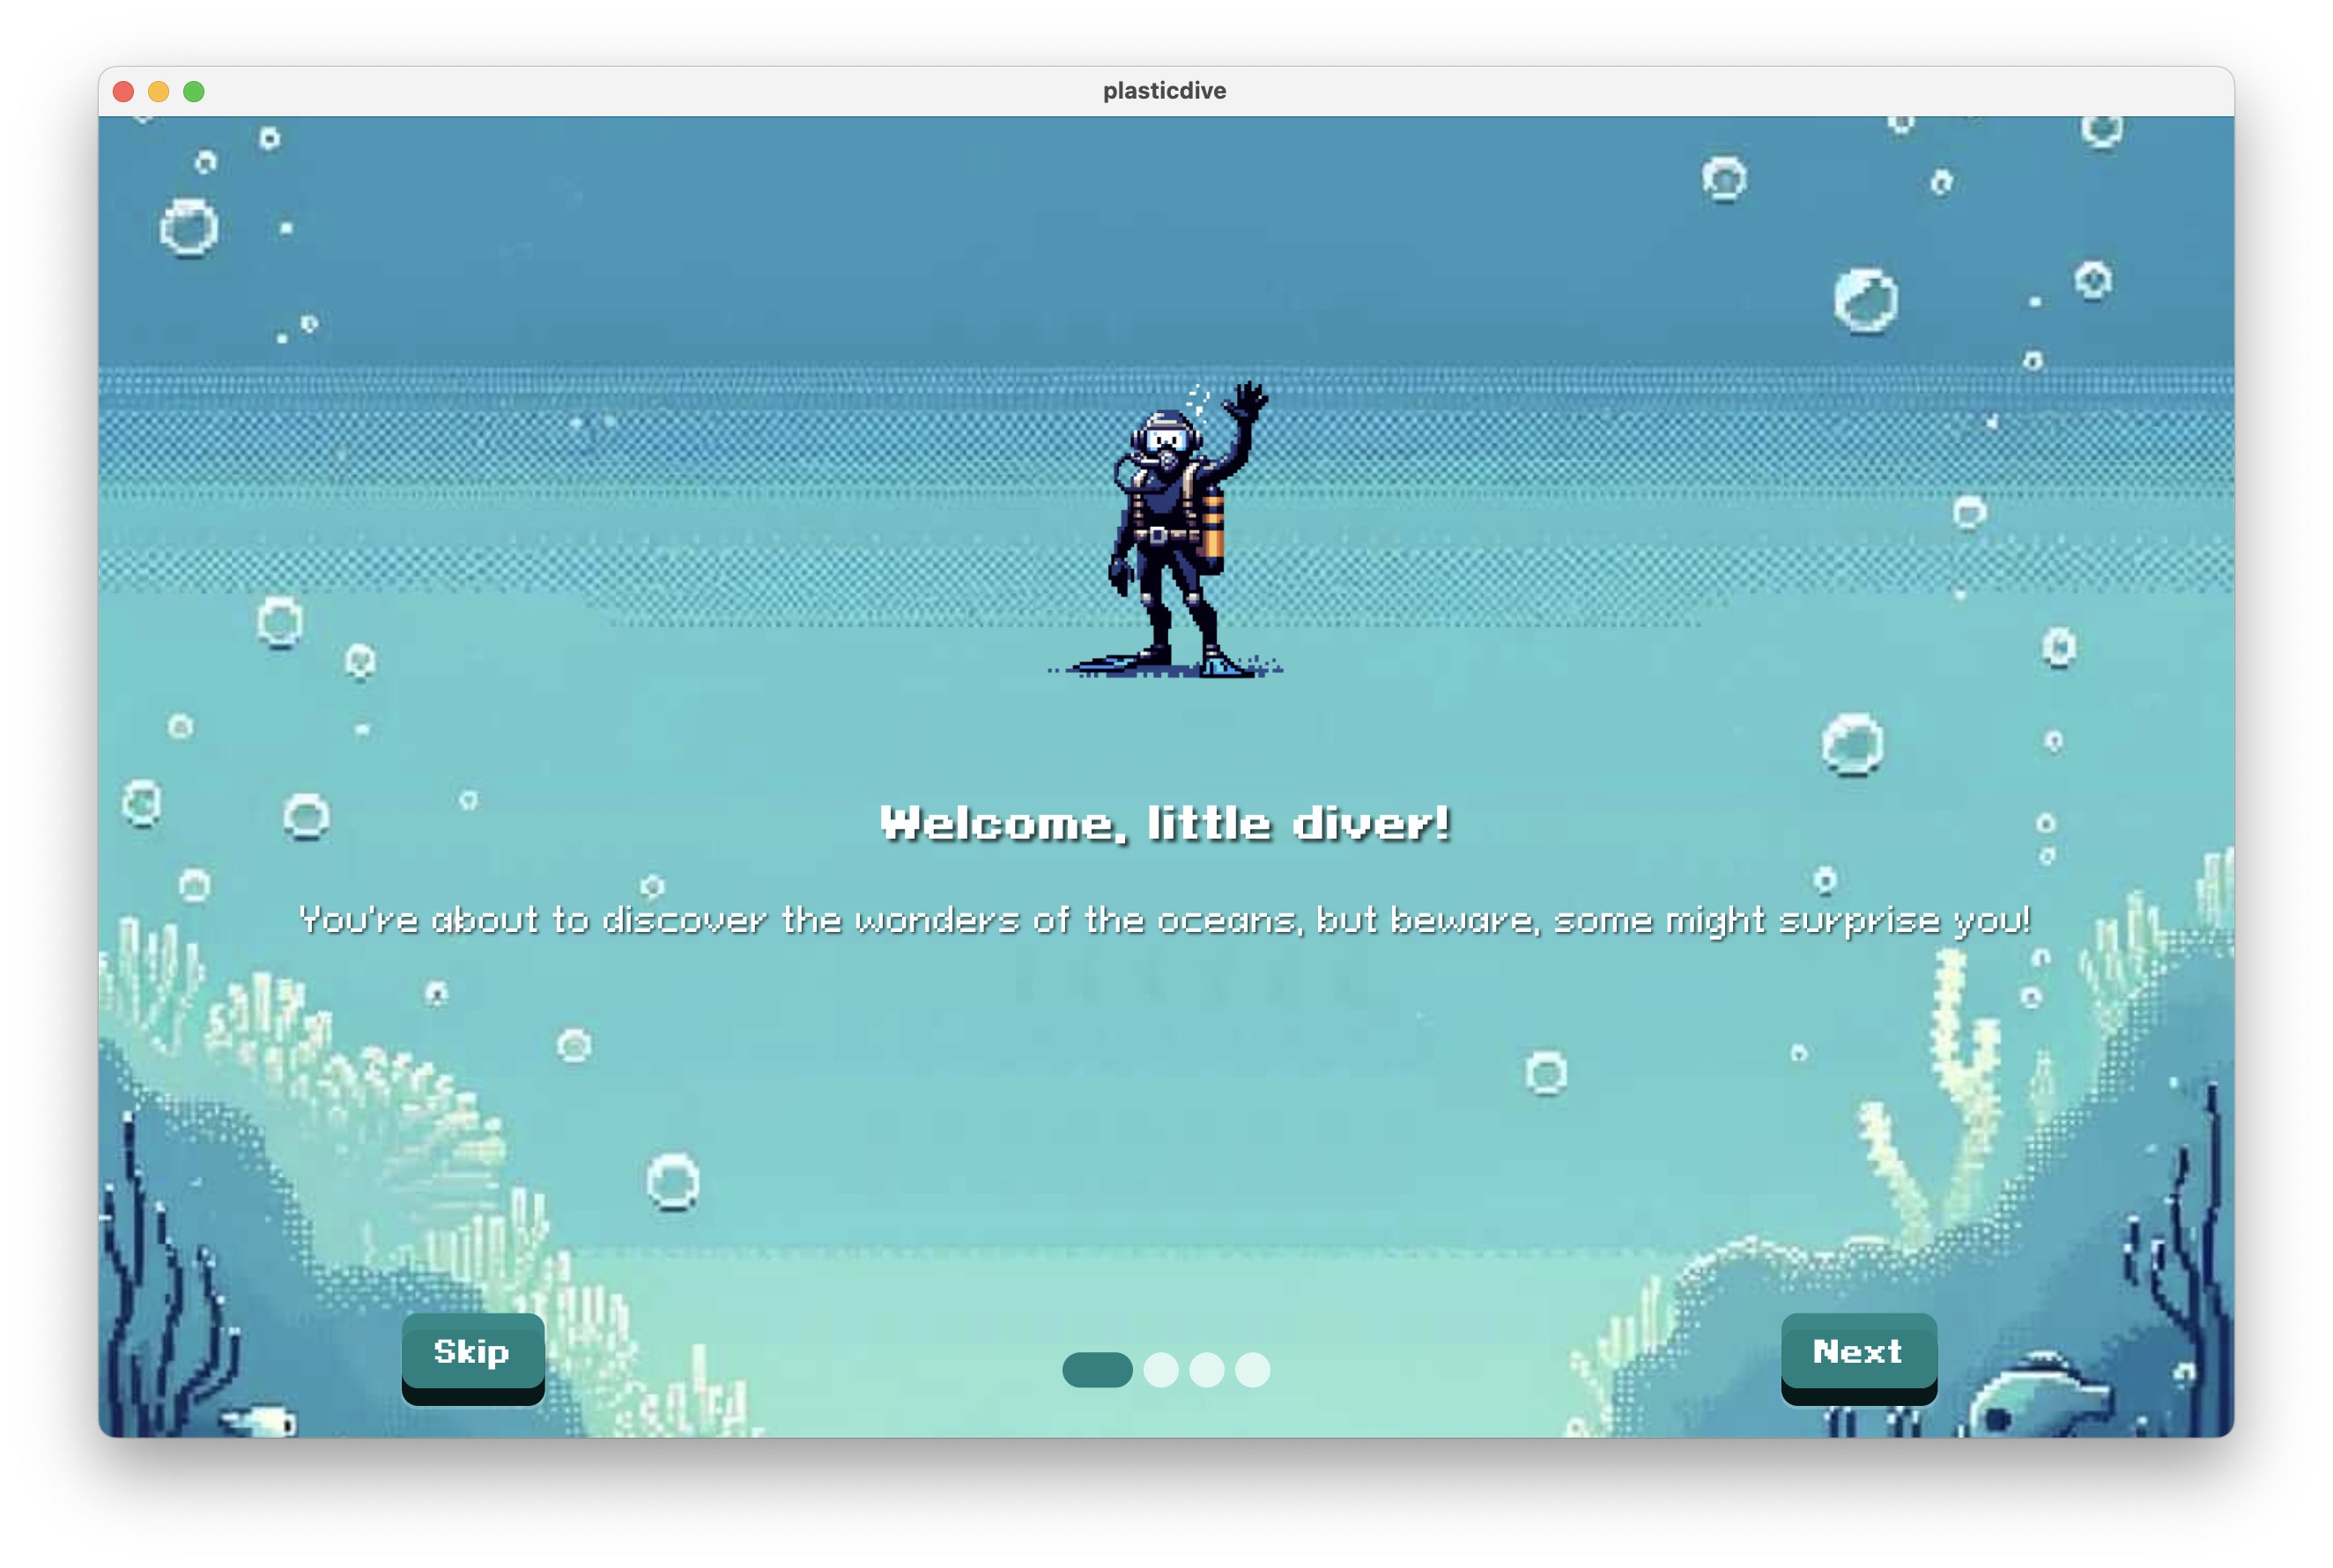 plasticdive
Welcome, little diver!
You're about to discover the wonders of the oceans, but beware, some might surprise you!
Skip
Next